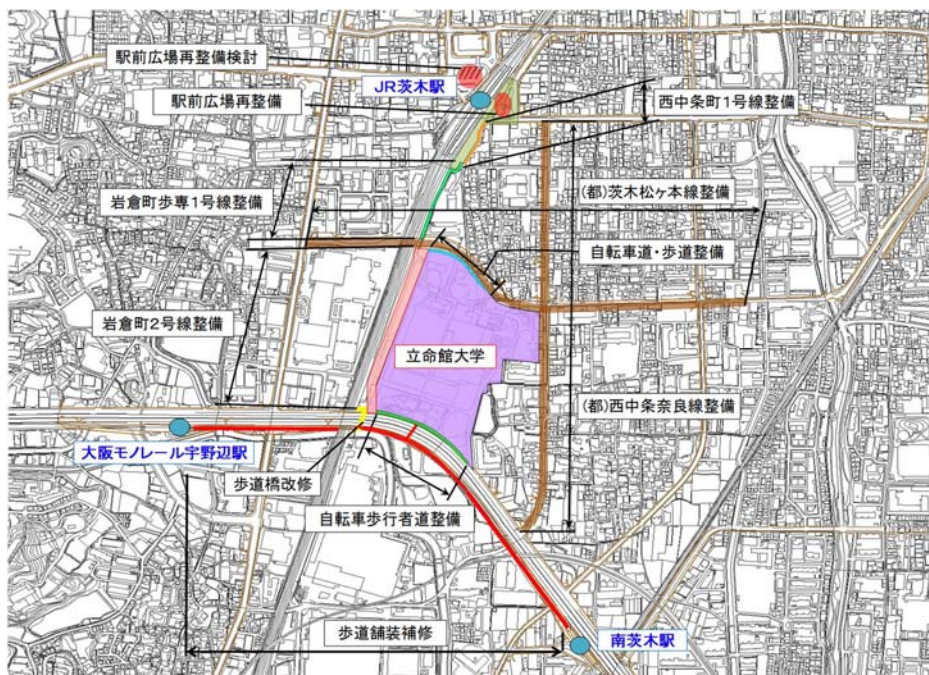 駅前広場再整備検討
JR茨木駅
駅前広場再整備
西中条町1号線整備
岩倉町歩専1号線整備
(都)茨木松ヶ本線整備
自転車道・歩道整備
岩倉町2号線整備
立命館大学
(都)西中条奈良線整備
大阪モノレール宇野辺駅
歩道橋改修
自転車歩行者道整備
歩道舗装補修
南茨木駅